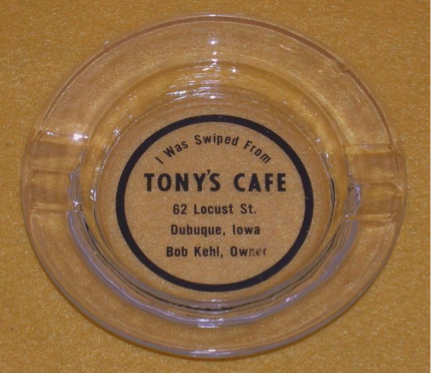 I Was Swiped From
TONY'S CAFE
62 Locust St.
Dubuque, Iowa
Bob Kehl, Owner